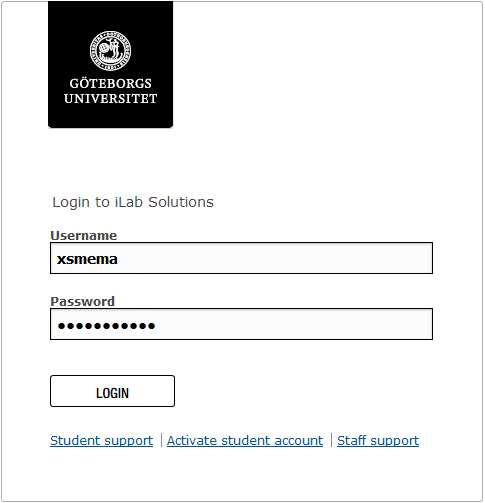 GÖTEBORGS
UNIVERSITET
Login to iLab Solutions
Username
xsmema
Password
●●●●●●●●●●●
LOGIN
Student support | Activate student account | Staff support